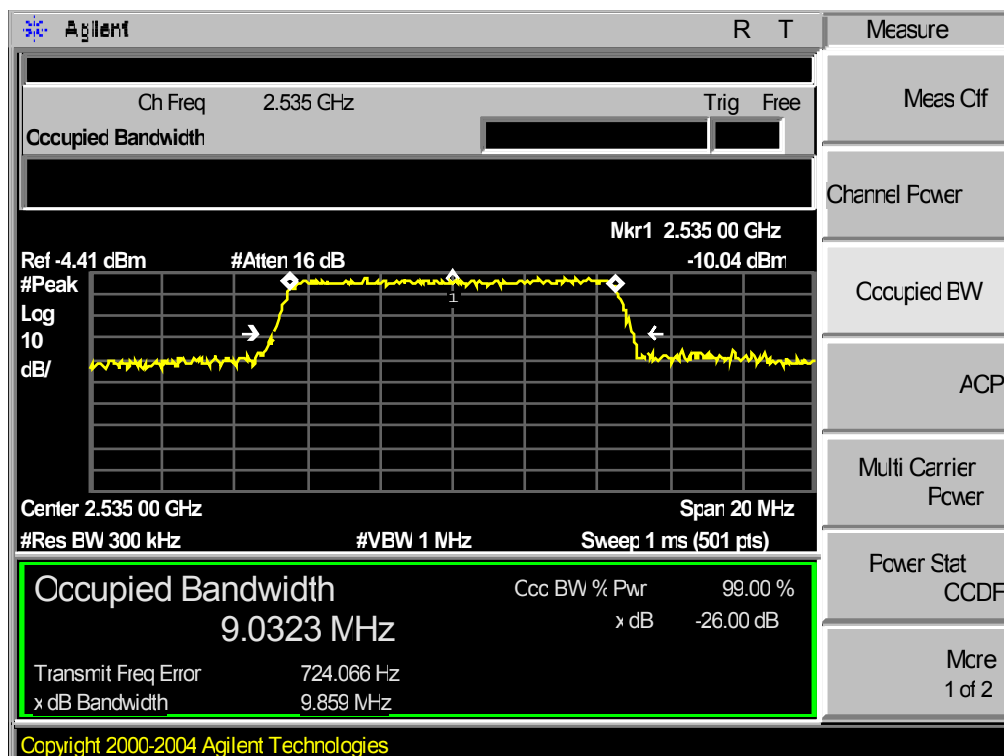 Agilent
R T
Measure
Ch Freq 2.535 GHz
Trig Free
Occupied Bandwidth
Mkr1 2.535 00 GHz
Ref -4.41 dBm #Atten 16 dB -10.04 dBm
#Peak
Log
10
dB/
1
Center 2.535 00 GHz Span 20 MHz
#Res BW 300 kHz #VBW 1 MHz Sweep 1 ms (501 pts)
Occupied Bandwidth
9.0323 MHz
Occ BW % Pwr 99.00 %
x dB -26.00 dB
Transmit Freq Error 724.066 Hz
x dB Bandwidth 9.859 MHz
Copyright 2000-2004 Agilent Technologies
Meas Off
Channel Power
Occupied BW
ACP
Multi Carrier
Power
Power Stat
CCDF
More
1 of 2